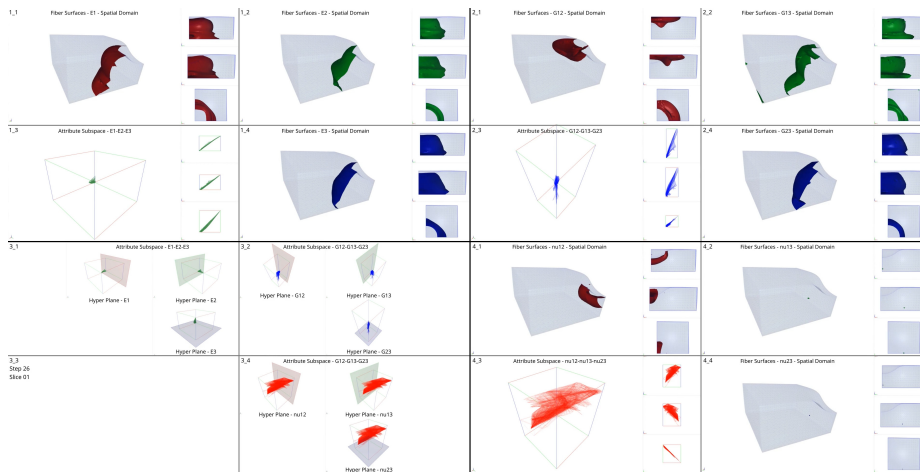 1_1
Fiber Surfaces - E1 - Spatial Domain
1_2
Fiber Surfaces - E2 - Spatial Domain
2_1
Fiber Surfaces - G12 - Spatial Domain
2_2
Fiber Surfaces - G13 - Spatial Domain
1_3
Attribute Subspace - E1-E2-E3
1_4
Fiber Surfaces - E3 - Spatial Domain
2_3
Attribute Subspace - G12-G13-G23
2_4
Fiber Surfaces - G23 - Spatial Domain
3_1
Attribute Subspace - E1-E2-E3
Hyper Plane - E1
Hyper Plane - E2
Hyper Plane - E3
3_2
Attribute Subspace - G12-G13-G23
Hyper Plane - G12
Hyper Plane - G13
Hyper Plane - G23
4_1
Fiber Surfaces - nu12 - Spatial Domain
4_2
Fiber Surfaces - nu13 - Spatial Domain
3_3
Step 26
Slice 01
3_4
Attribute Subspace - G12-G13-G23
Hyper Plane - nu12
Hyper Plane - nu13
Hyper Plane - nu23
4_3
Attribute Subspace - nu12-nu13-nu23
4_4
Fiber Surfaces - nu23 - Spatial Domain